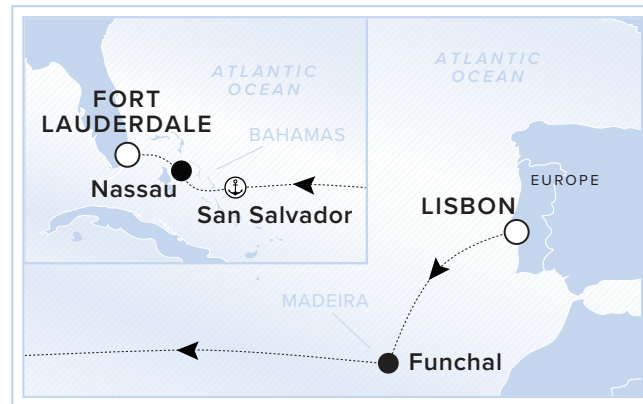 ATLANTIC
OCEAN
FORT
LAUDERDALE
BAHAMAS
Nassau
San Salvador
ATLANTIC
OCEAN
EUROPE
LISBON
MADEIRA
Funchal